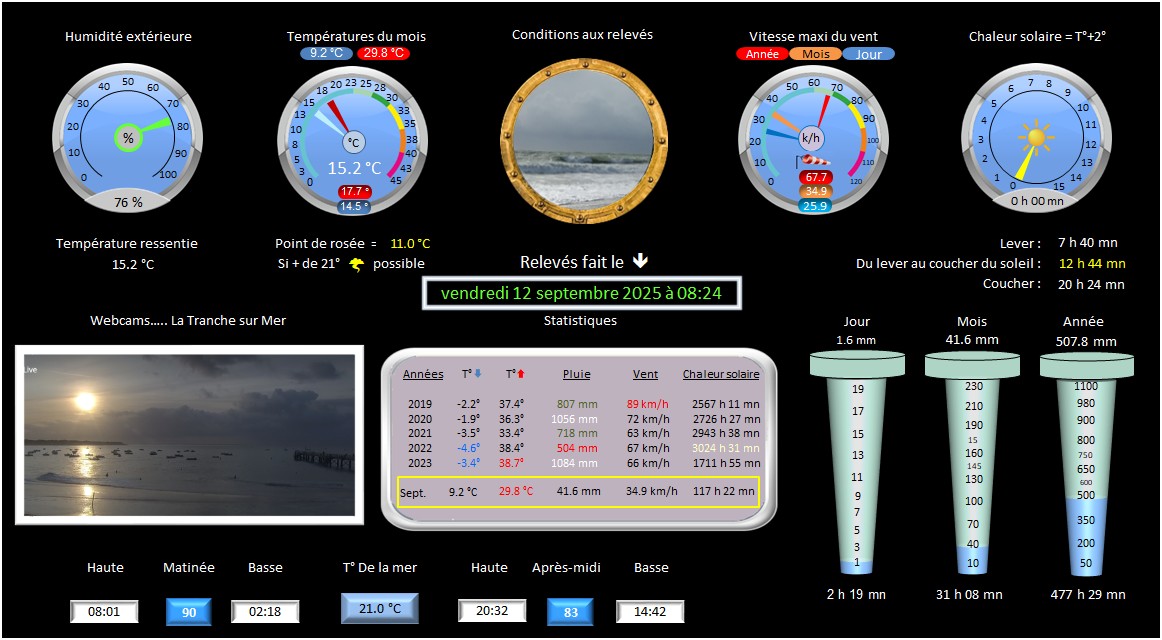 Humidité extérieure
Températures du mois
Conditions aux relevés
Vitesse maxi du vent
Chaleur solaire = T°+2°
9.2 °C 29.8 °C
Année Mois Jour
0 10 20 30 40 50 60 70 80 90 100
%
76 %
0 3 5 8 10 13 15 18 20 23 25 28 30 33 35 38 40 43 45
°C
15.2 °C
17.7 °
14.5 °
0 10 20 30 40 50 60 70 80 90 100 110 120
k/h
67.7
34.9
25.9
0 1 2 3 4 5 6 7 8 9 10 11 12 13 14 15
0 h 00 mn
Température ressentie
15.2 °C
Point de rosée = 11.0 °C
Si + de 21° possible
Relevés fait le
vendredi 12 septembre 2025 à 08:24
Lever : 7 h 40 mn
Du lever au coucher du soleil : 12 h 44 mn
Coucher : 20 h 24 mn
Webcams….. La Tranche sur Mer
Live
Statistiques
Années T° T° Pluie Vent Chaleur solaire
2019 -2.2° 37.4° 807 mm 89 km/h 2567 h 11 mn
2020 -1.9° 36.3° 1056 mm 72 km/h 2726 h 27 mn
2021 -3.5° 33.4° 718 mm 63 km/h 2943 h 38 mn
2022 -4.6° 38.4° 504 mm 67 km/h 3024 h 31 mn
2023 -3.4° 38.7° 1084 mm 66 km/h 1711 h 55 mn
Sept. 9.2 °C 29.8 °C 41.6 mm 34.9 km/h 117 h 22 mn
Jour
1.6 mm
19
17
15
13
11
9
7
5
3
1
2 h 19 mn
Mois
41.6 mm
230
210
190
15
160
145
130
100
70
40
10
31 h 08 mn
Année
507.8 mm
1100
980
900
800
750
650
600
500
350
200
50
477 h 29 mn
Haute Matinée Basse
08:01 90 02:18
T° De la mer
21.0 °C
Haute Après-midi Basse
20:32 83 14:42